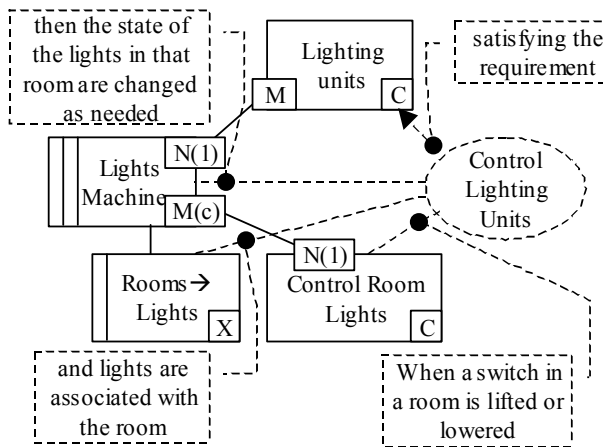 then the state of
the lights in that
room are changed
as needed
Lighting
units
M
C
satisfying the
requirement
N(1)
Lights
Machine
M(c)
Control
Lighting
Units
Rooms→
Lights
X
N(1)
Control Room
Lights
C
and lights are
associated with
the room
When a switch in
a room is lifted or
lowered